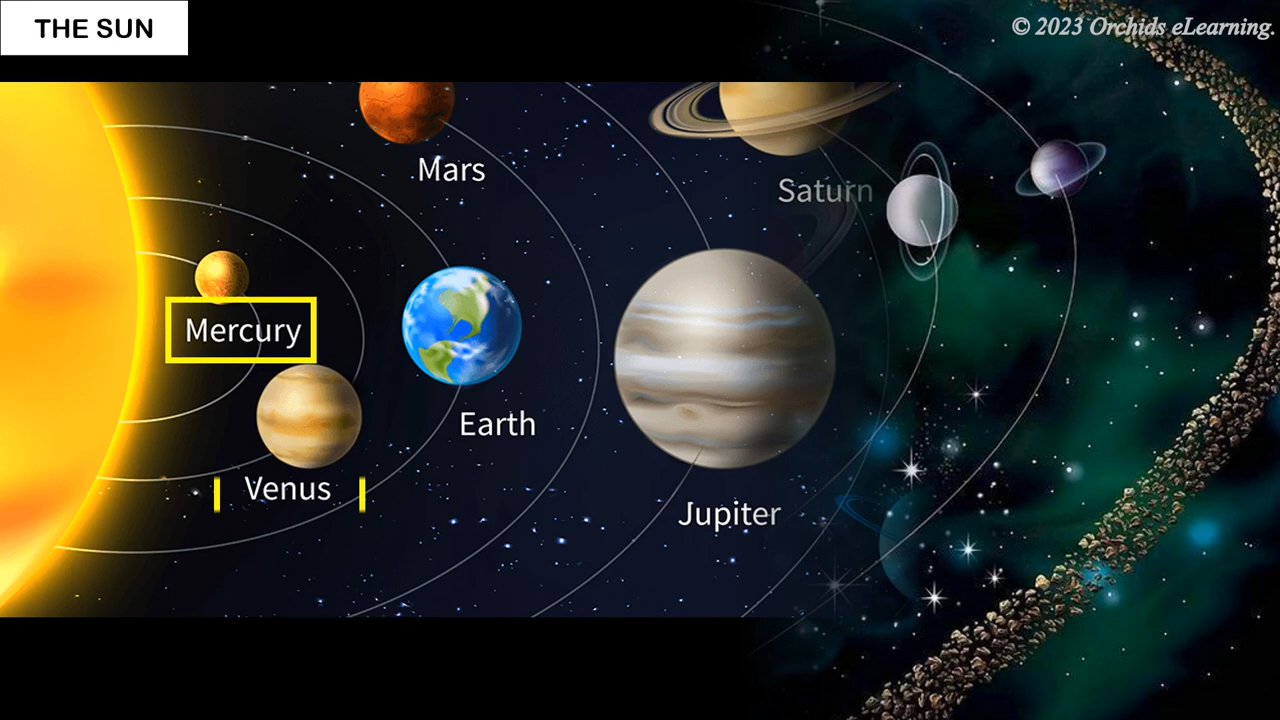 THE SUN
© 2023 Orchids eLearning.
Mars
Saturn
Mercury
Earth
Venus
Jupiter